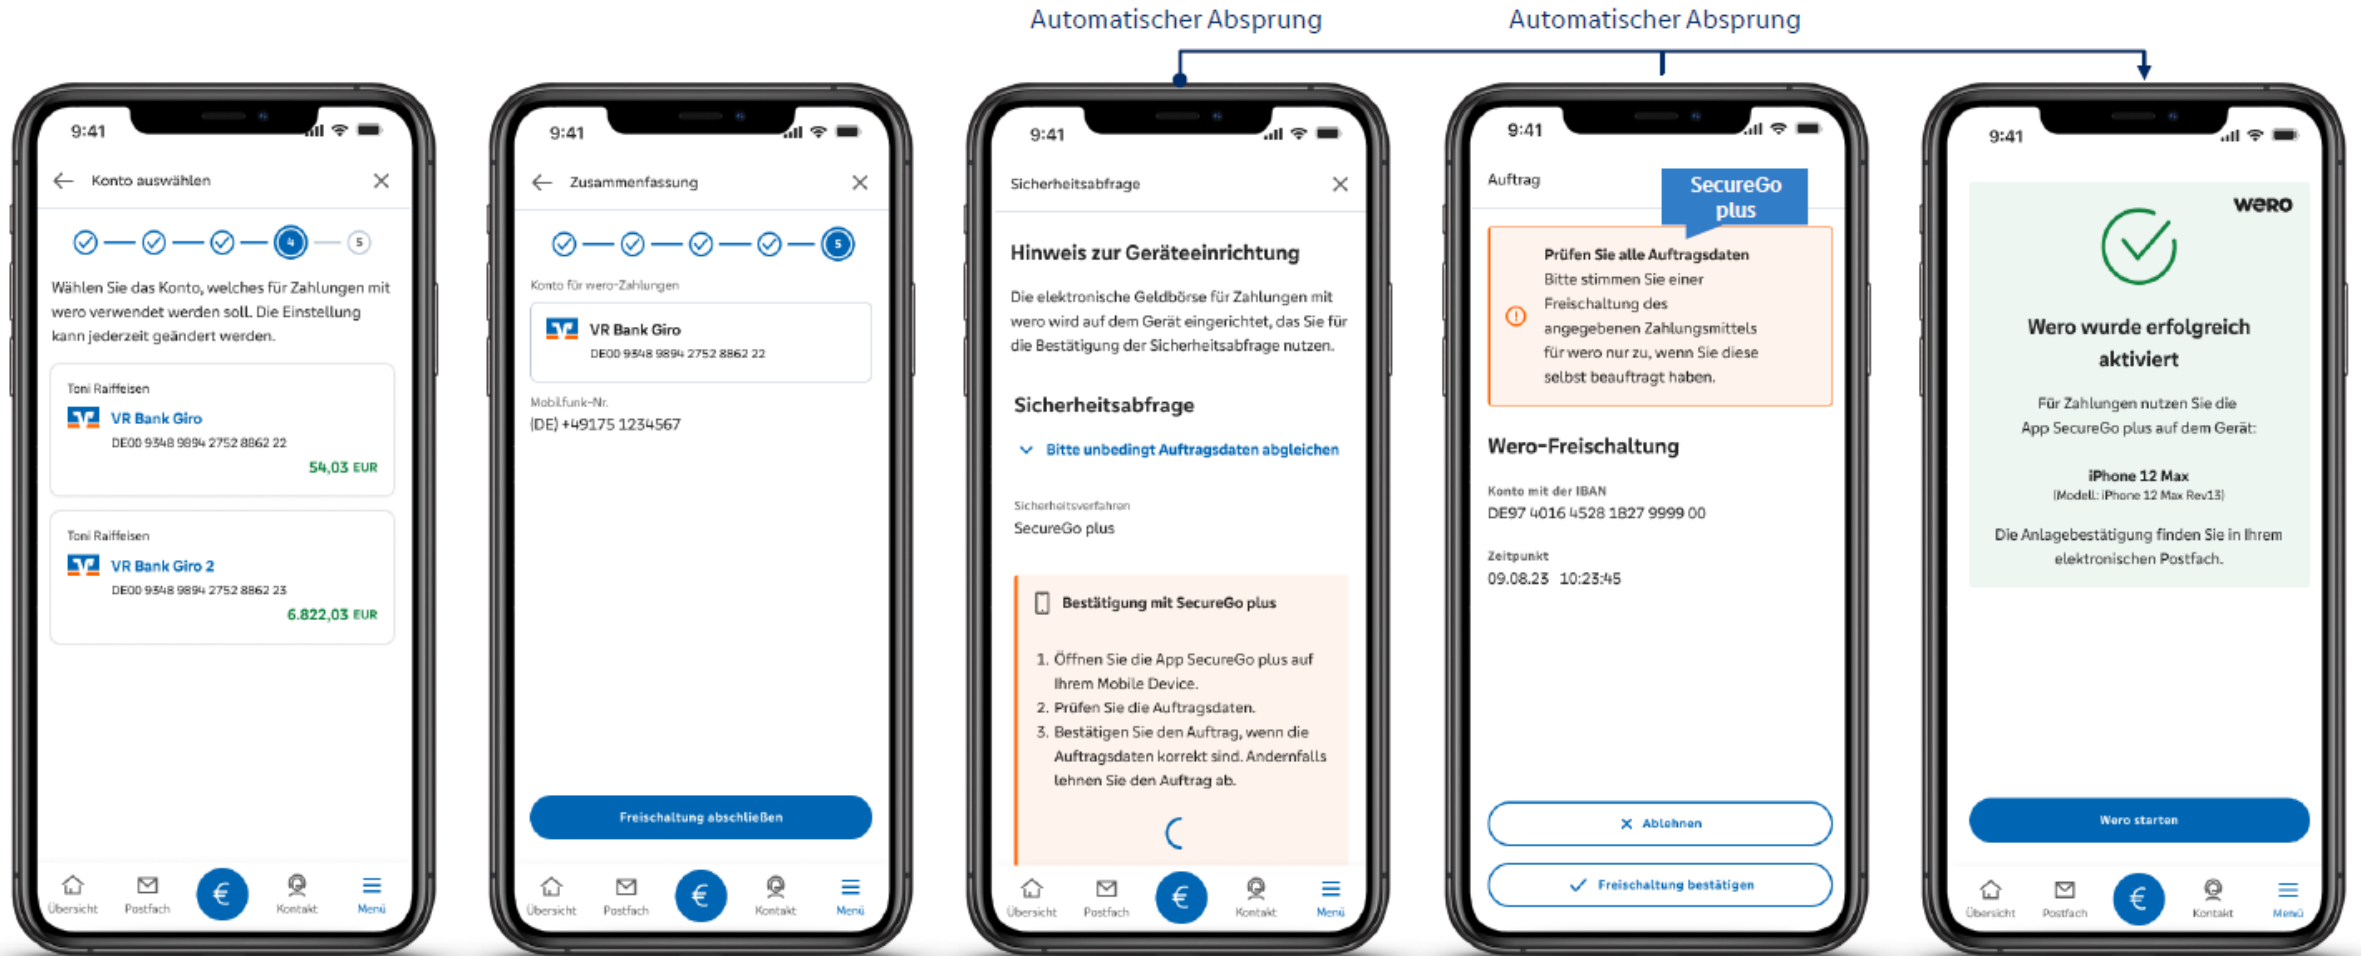 Automatischer Absprung
Automatischer Absprung
9:41
Konto auswählen
4
5
Wählen Sie das Konto, welches für Zahlungen mit
wero verwendet werden soll. Die Einstellung
kann jederzeit geändert werden.
Toni Raiffeisen
VR Bank Giro
DE00 9348 9894 2752 8862 22
54,03 EUR
Toni Raiffeisen
VR Bank Giro 2
DE00 9348 9894 2752 8862 23
6.822,03 EUR
Übersicht
Postfach
€
Kontakt
Menü
9:41
Zusammenfassung
5
Konto für wero-Zahlungen
VR Bank Giro
DE00 9348 9894 2752 8862 22
Mobilfunk-Nr.
(DE) +49175 1234567
Freischaltung abschließen
Übersicht
Postfach
€
Kontakt
Menü
9:41
Sicherheitsabfrage
Hinweis zur Geräteeinrichtung
Die elektronische Geldbörse für Zahlungen mit
wero wird auf dem Gerät eingerichtet, das Sie für
die Bestätigung der Sicherheitsabfrage nutzen.
Sicherheitsabfrage
Bitte unbedingt Auftragsdaten abgleichen
Sicherheitsverfahren
SecureGo plus
Bestätigung mit SecureGo plus
1. Öffnen Sie die App SecureGo plus auf
Ihrem Mobile Device.
2. Prüfen Sie die Auftragsdaten.
3. Bestätigen Sie den Auftrag, wenn die
Auftragsdaten korrekt sind. Andernfalls
lehnen Sie den Auftrag ab.
Übersicht
Postfach
€
Kontakt
Menü
9:41
Auftrag
SecureGo
plus
Prüfen Sie alle Auftragsdaten
Bitte stimmen Sie einer
Freischaltung des
angegebenen Zahlungsmittels
für wero nur zu, wenn Sie diese
selbst beauftragt haben.
Wero-Freischaltung
Konto mit der IBAN
DE97 4016 4528 1827 9999 00
Zeitpunkt
09.08.23 10:23:45
Ablehnen
Freischaltung bestätigen
9:41
wero
Wero wurde erfolgreich
aktiviert
Für Zahlungen nutzen Sie die
App SecureGo plus auf dem Gerät:
iPhone 12 Max
(Modell: iPhone 12 Max Rev13)
Die Anlagebestätigung finden Sie in Ihrem
elektronischen Postfach.
Wero starten
Übersicht
Postfach
€
Kontakt
Menü